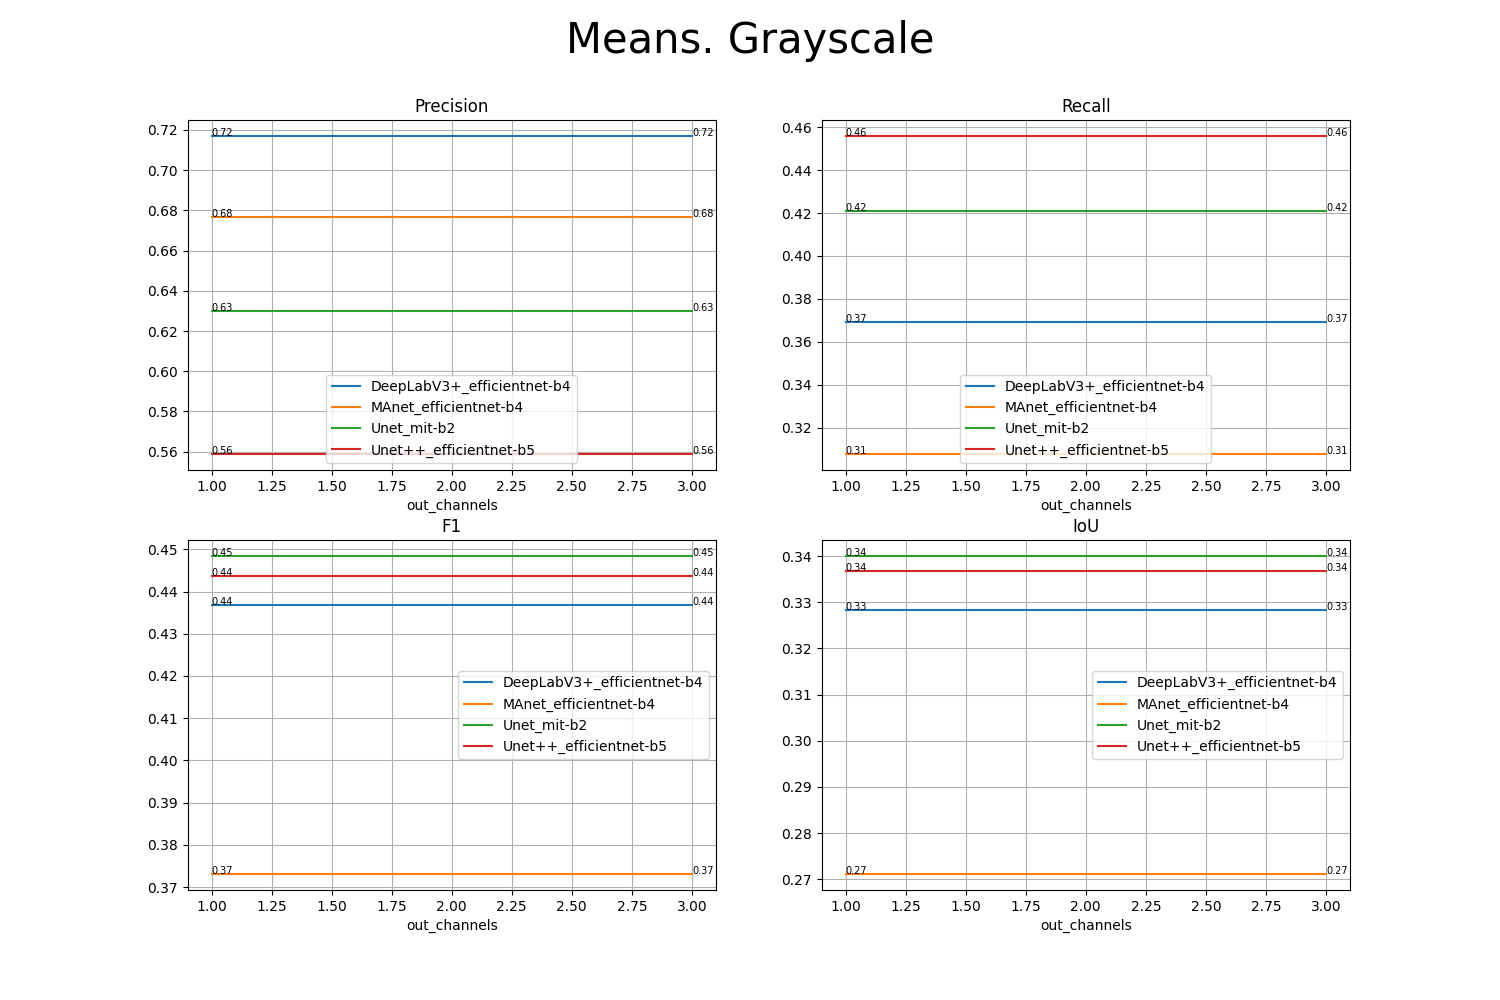 Means. Grayscale
Precision
0.72
0.70
0.68
0.66
0.64
0.62
0.60
0.58
0.56
0.72 0.72
0.68 0.68
0.63 0.63
0.56 0.56
DeepLabV3+_efficientnet-b4
MAnet_efficientnet-b4
Unet_mit-b2
Unet++_efficientnet-b5
1.00 1.25 1.50 1.75 2.00 2.25 2.50 2.75 3.00
out_channels
Recall
0.46
0.44
0.42
0.40
0.38
0.36
0.34
0.32
0.46 0.46
0.42 0.42
0.37 0.37
0.31 0.31
DeepLabV3+_efficientnet-b4
MAnet_efficientnet-b4
Unet_mit-b2
Unet++_efficientnet-b5
1.00 1.25 1.50 1.75 2.00 2.25 2.50 2.75 3.00
out_channels
F1
0.45
0.44
0.43
0.42
0.41
0.40
0.39
0.38
0.37
0.45 0.45
0.44 0.44
0.44 0.44
0.37 0.37
DeepLabV3+_efficientnet-b4
MAnet_efficientnet-b4
Unet_mit-b2
Unet++_efficientnet-b5
1.00 1.25 1.50 1.75 2.00 2.25 2.50 2.75 3.00
out_channels
IoU
0.34
0.33
0.32
0.31
0.30
0.29
0.28
0.27
0.34 0.34
0.34 0.34
0.33 0.33
0.27 0.27
DeepLabV3+_efficientnet-b4
MAnet_efficientnet-b4
Unet_mit-b2
Unet++_efficientnet-b5
1.00 1.25 1.50 1.75 2.00 2.25 2.50 2.75 3.00
out_channels